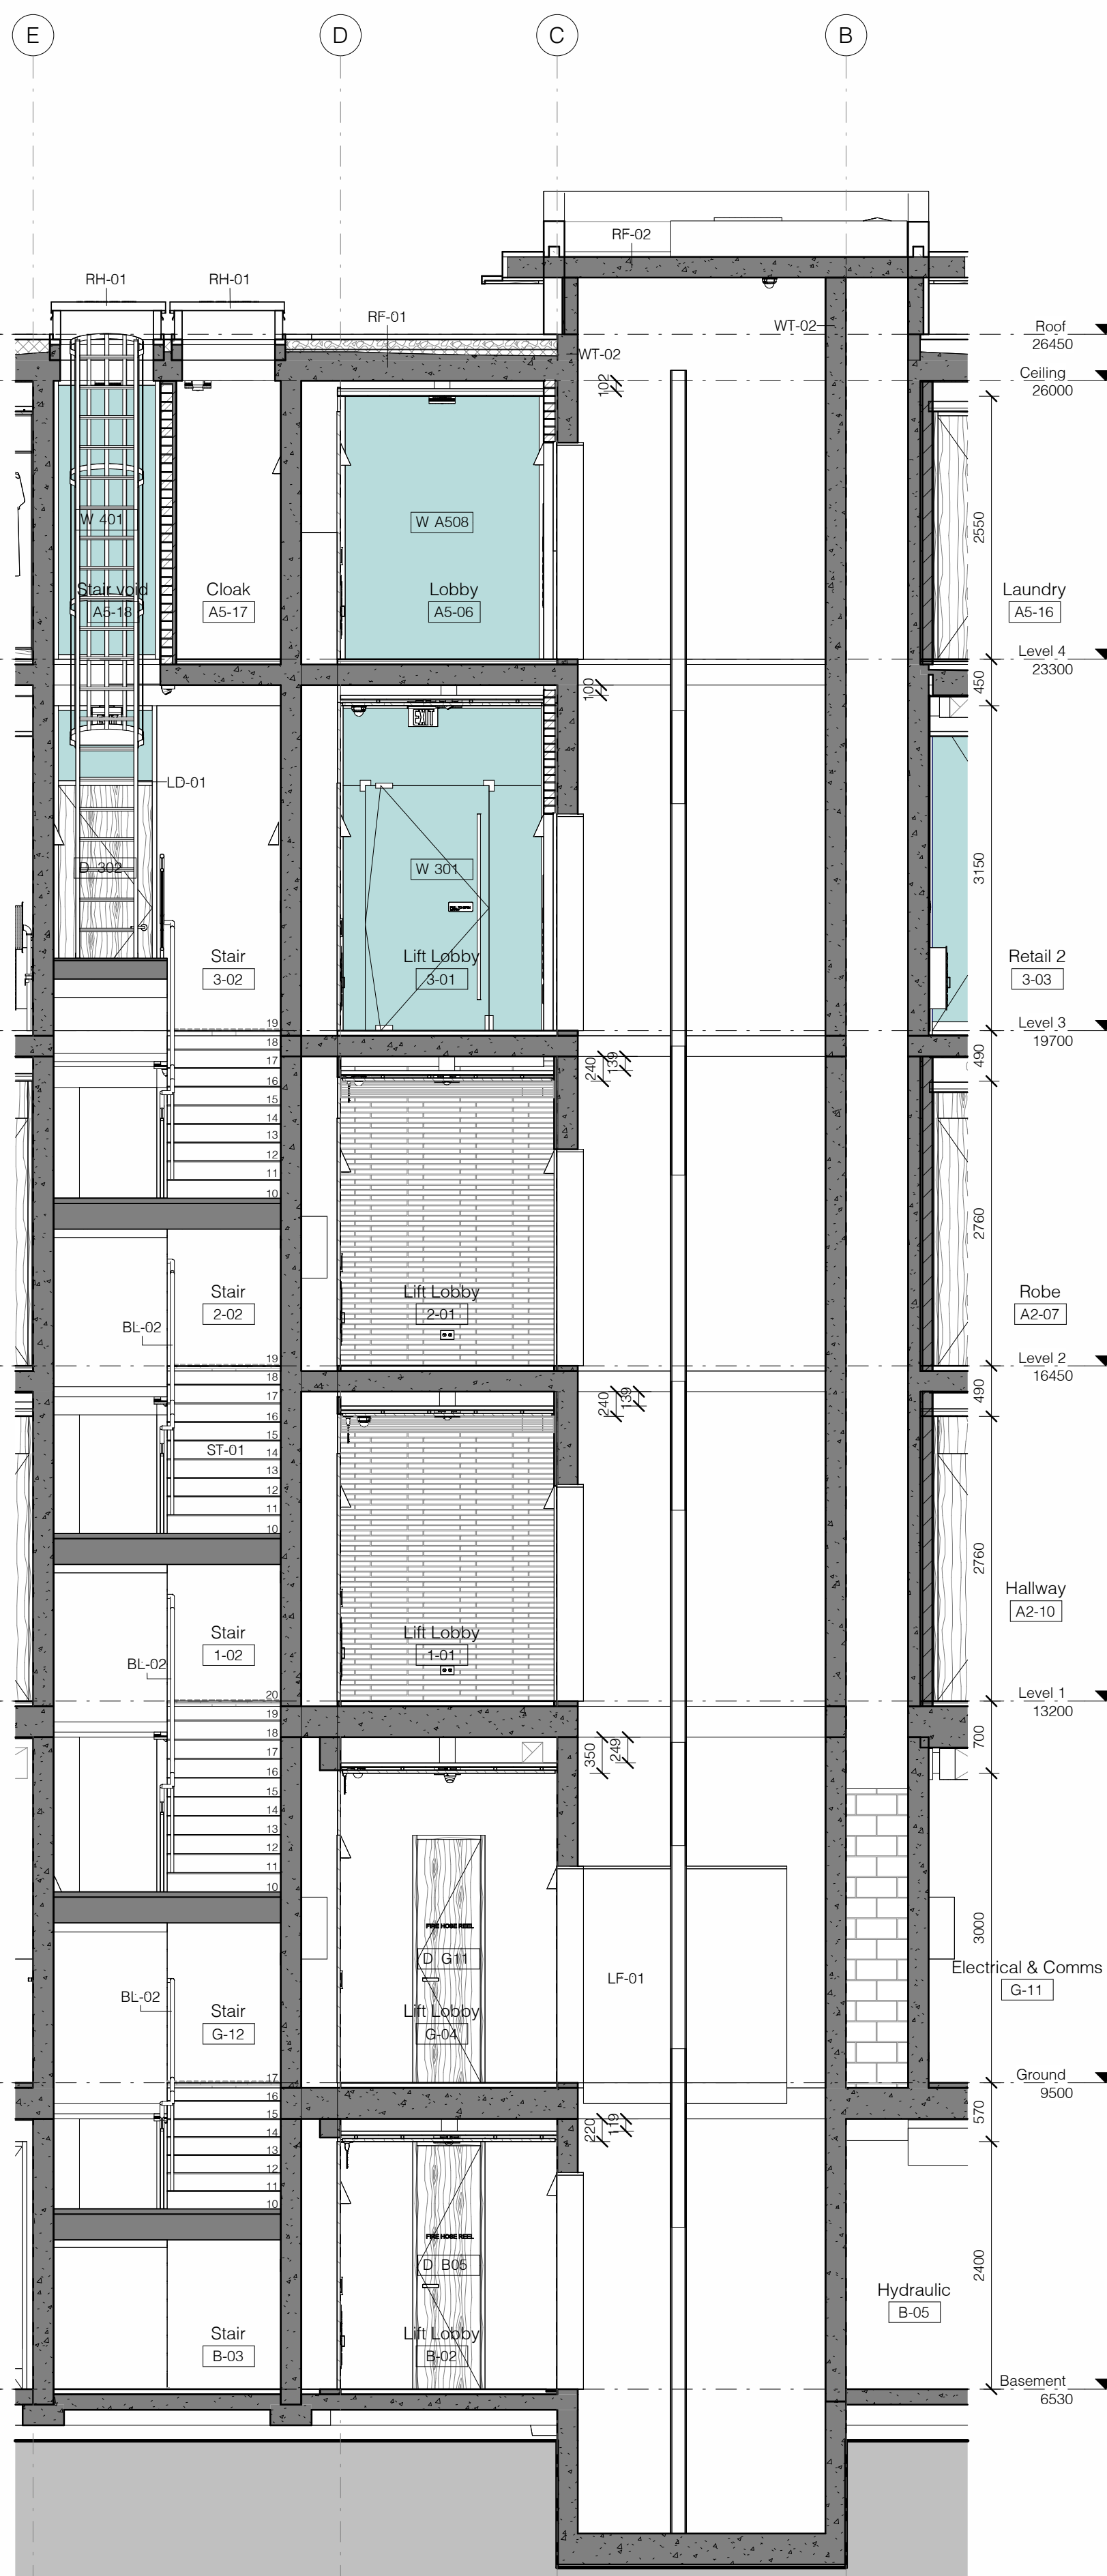 E D C B
RF-02
RH-01 RH-01
RF-01
WT-02
Roof
26450
WT-02
102
Ceiling
26000
W 401
W A508
2550
Stair void
A5-18
Cloak
A5-17
Lobby
A5-06
Laundry
A5-16
Level 4
23300
450
100
EXIT
LD-01
D 302
W 301
3150
Stair
3-02
Lift Lobby
3-01
Retail 2
3-03
Level 3
19700
19
18
17
16
15
14
13
12
11
10
240
139
490
2760
Stair
2-02
Lift Lobby
2-01
Robe
A2-07
BL-02
Level 2
16450
19
18
17
16
15
14
13
12
11
10
ST-01
240
139
490
2760
Hallway
A2-10
Stair
1-02
Lift Lobby
1-01
BL-02
Level 1
13200
20
19
18
17
16
15
14
13
12
11
10
350
249
700
FIRE HOSE REEL
D G11
3000
LF-01
Electrical & Comms
G-11
BL-02
Stair
G-12
Lift Lobby
G-04
Ground
9500
17
16
15
14
13
12
11
10
220
119
570
FIRE HOSE REEL
D B05
2400
Hydraulic
B-05
Stair
B-03
Lift Lobby
B-02
Basement
6530